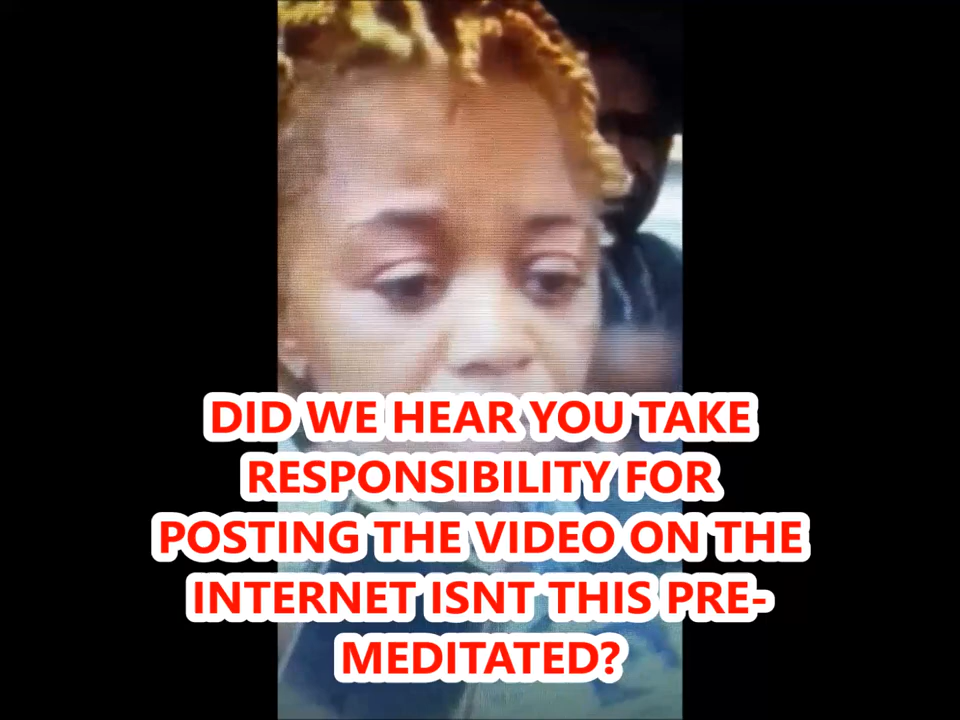 DID WE HEAR YOU TAKE
RESPONSIBILITY FOR
POSTING THE VIDEO ON THE
INTERNET ISNT THIS PRE-
MEDITATED?